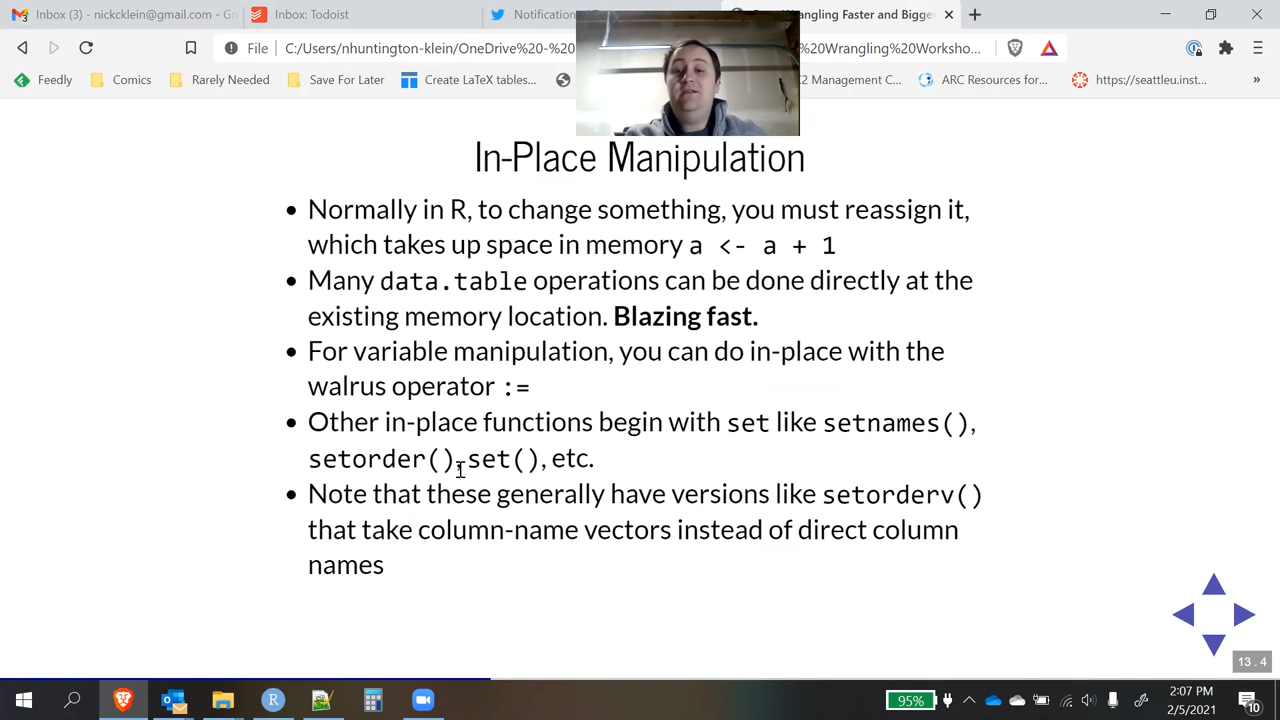 nickcklein@gmail.com - G
Inbox: Todoist
Notification
Wrangling Faster and Bigge
File
C:/Users/nhuntington-klein/OneDrive%20-%20
%20Wrangling%20Worksho...
Feedly
Comics
Rarely Needed
Save For Later
Create LaTeX tables...
2 Management C...
ARC Resources for...
https://seattleu.inst...
»
In-Place Manipulation
• Normally in R, to change something, you must reassign it,
which takes up space in memory a <- a + 1
• Many data.table operations can be done directly at the
existing memory location. Blazing fast.
• For variable manipulation, you can do in-place with the
walrus operator :=
• Other in-place functions begin with set like setnames(),
setorder(), set(), etc.
• Note that these generally have versions like setorderv()
that take column-name vectors instead of direct column
names
13.4
95%
2:07 PM
2/5/2021
10